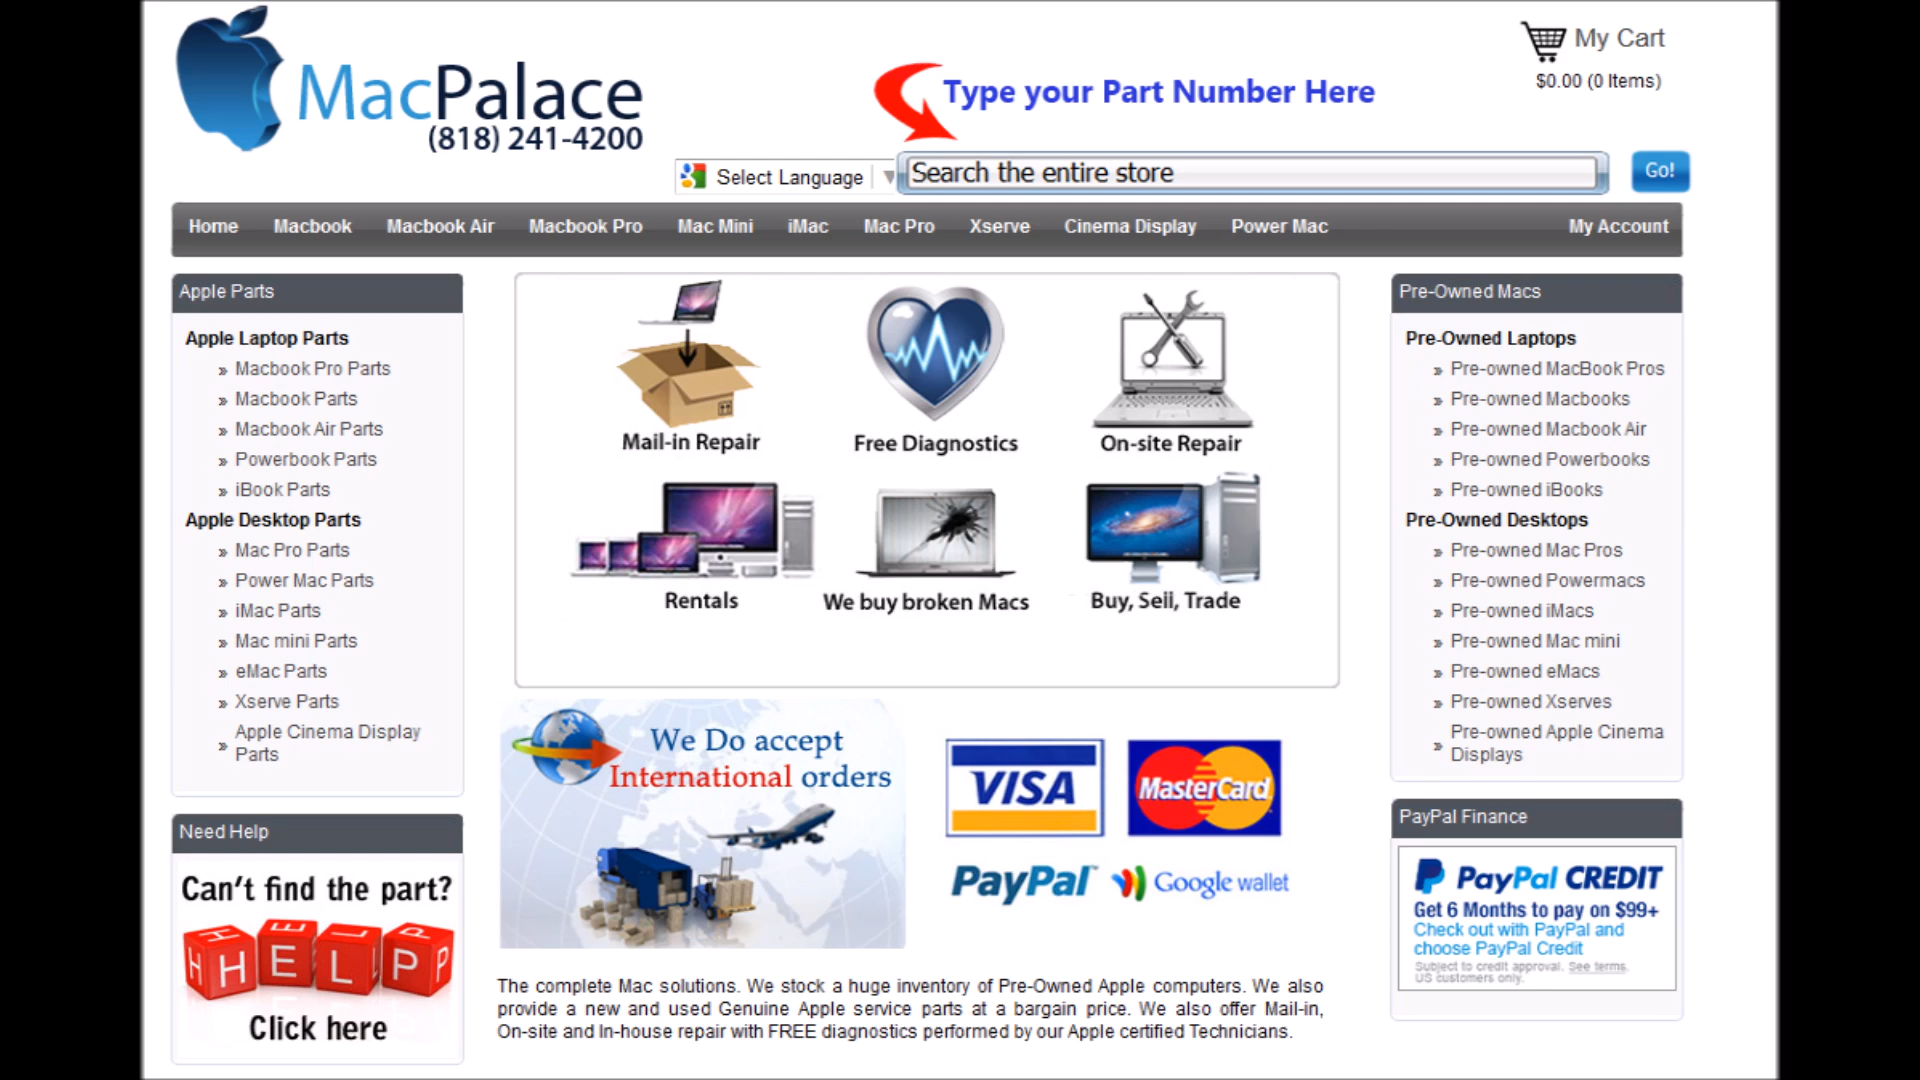 MacPalace
(818) 241-4200
Type your Part Number Here
My Cart
$0.00 (0 Items)
Select Language
Search the entire store
Go!
Home Macbook Macbook Air Macbook Pro Mac Mini iMac Mac Pro Xserve Cinema Display Power Mac My Account
Apple Parts
Apple Laptop Parts
» Macbook Pro Parts
» Macbook Parts
» Macbook Air Parts
» Powerbook Parts
» iBook Parts
Apple Desktop Parts
» Mac Pro Parts
» Power Mac Parts
» iMac Parts
» Mac mini Parts
» eMac Parts
» Xserve Parts
» Apple Cinema Display
Parts
Need Help
Can't find the part?
HELP
Click here
Mail-in Repair
Free Diagnostics
On-site Repair
Rentals
We buy broken Macs
Buy, Sell, Trade
We Do accept
International orders
VISA
MasterCard
PayPal
Google wallet
The complete Mac solutions. We stock a huge inventory of Pre-Owned Apple computers. We also
provide a new and used Genuine Apple service parts at a bargain price. We also offer Mail-in,
On-site and In-house repair with FREE diagnostics performed by our Apple certified Technicians.
Pre-Owned Macs
Pre-Owned Laptops
» Pre-owned MacBook Pros
» Pre-owned Macbooks
» Pre-owned Macbook Air
» Pre-owned Powerbooks
» Pre-owned iBooks
Pre-Owned Desktops
» Pre-owned Mac Pros
» Pre-owned Powermacs
» Pre-owned iMacs
» Pre-owned Mac mini
» Pre-owned eMacs
» Pre-owned Xserves
» Pre-owned Apple Cinema
Displays
PayPal Finance
PayPal CREDIT
Get 6 Months to pay on $99+
Check out with PayPal and
choose PayPal Credit
Subject to credit approval. See terms.
US customers only.